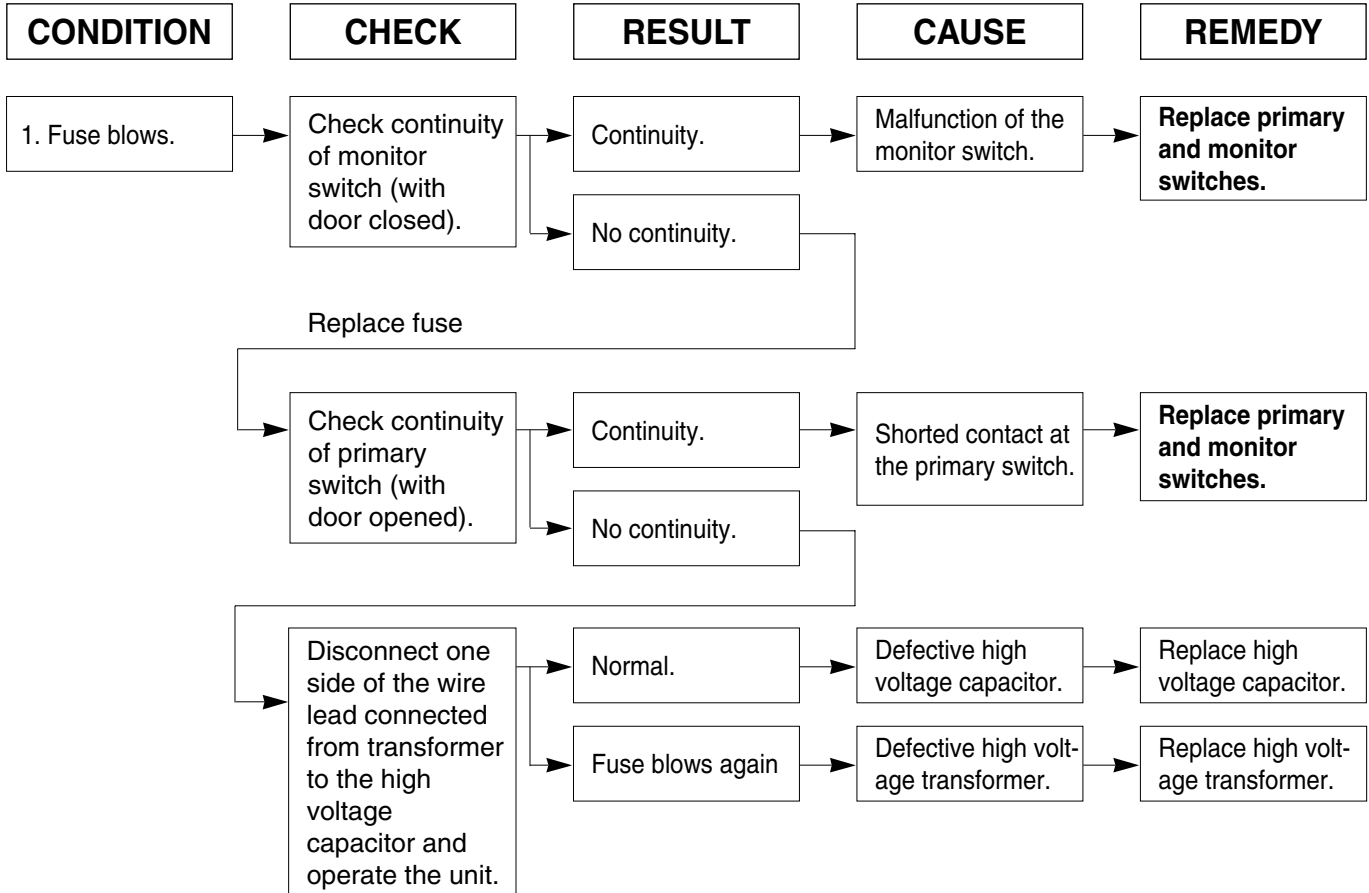 CONDITION
CHECK
RESULT
CAUSE
REMEDY
1. Fuse blows.
Check continuity
of monitor
switch (with
door closed).
Continuity.
Malfunction of the
monitor switch.
Replace primary
and monitor
switches.
No continuity.
Replace fuse
Check continuity
of primary
switch (with
door opened).
Continuity.
Shorted contact at
the primary switch.
Replace primary
and monitor
switches.
No continuity.
Disconnect one
side of the wire
lead connected
from transformer
to the high
voltage
capacitor and
operate the unit.
Normal.
Defective high
voltage capacitor.
Replace high
voltage capacitor.
Fuse blows again
Defective high volt-
age transformer.
Replace high volt-
age transformer.